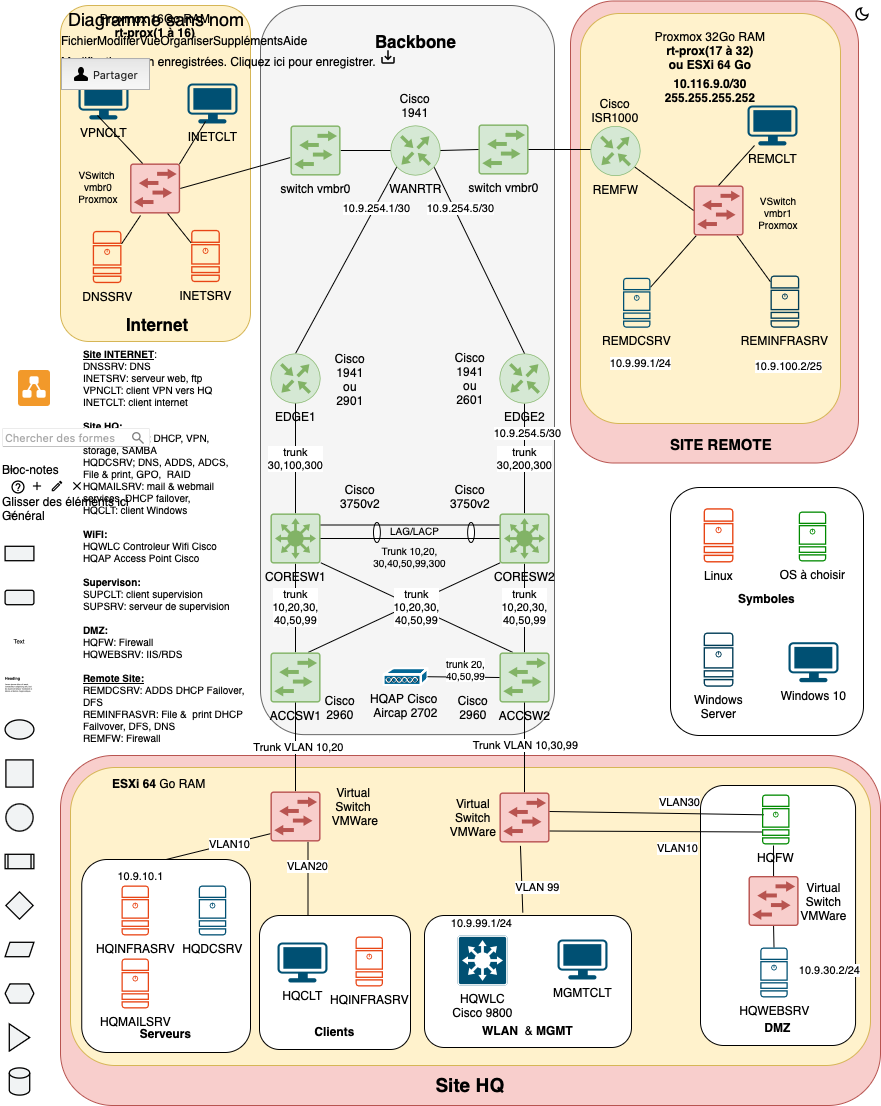 Diagramme sans nom
Proxmox 16Go RAM
rt-prox(1 à 16)
FichierModifierVueOrganiserSupplémentsAide
enregistrées. Cliquez ici pour enregistrer.
Partager
VPNCLT
INETCLT
VSwitch
vmbr0
Proxmox
DNSSRV
INETSRV
Internet
Backbone
Cisco
1941
switch vmbr0
WANRTR
switch vmbr0
10.9.254.1/30
10.9.254.5/30
Cisco
1941
ou
2901
EDGE1
Cisco
1941
ou
2601
EDGE2
10.9.254.5/30
trunk
30,100,300
trunk
30,200,300
Cisco
3750v2
Cisco
3750v2
LAG/LACP
Trunk 10,20,
30,40,50,99,300
CORESW1
CORESW2
trunk
10,20,30,
40,50,99
trunk
10,20,30,
40,50,99
trunk
10,20,30,
40,50,99
trunk 20,
40,50,99
HQAP Cisco
Aircap 2702
ACCSW1
Cisco
2960
Cisco
2960
ACCSW2
Trunk VLAN 10,20
Trunk VLAN 10,30,99
Proxmox 32Go RAM
rt-prox(17 à 32)
ou ESXi 64 Go
10.116.9.0/30
255.255.255.252
Cisco
ISR1000
REMFW
REMCLT
VSwitch
vmbr1
Proxmox
REMDCSRV
10.9.99.1/24
REMINFRASRV
10.9.100.2/25
SITE REMOTE
Site INTERNET:
DNSSRV: DNS
INETSRV: serveur web, ftp
VPNCLT: client VPN vers HQ
INETCLT: client internet
Site HQ:
DHCP, VPN,
storage, SAMBA
HQDCSRV; DNS, ADDS, ADCS,
File & print, GPO, RAID
HQMAILSRV: mail & webmail
services, DHCP failover,
HQCLT: client Windows
WiFI:
HQWLC Controleur Wifi Cisco
HQAP Access Point Cisco
Supervison:
SUPCLT: client supervision
SUPSRV: serveur de supervision
DMZ:
HQFW: Firewall
HQWEBSRV: IIS/RDS
Remote Site:
REMDCSRV: ADDS DHCP Failover,
DFS
REMINFRASVR: File & print DHCP
Failvover, DFS, DNS
REMFW: Firewall
Chercher des formes
Bloc-notes
Glisser des éléments ici
Général
Text
Heading
Linux
OS à choisir
Symboles
Windows
Server
Windows 10
ESXi 64 Go RAM
Virtual
Switch
VMWare
Virtual
Switch
VMWare
VLAN10
VLAN20
VLAN 99
VLAN30
VLAN10
10.9.10.1
HQINFRASRV
HQDCSRV
HQMAILSRV
Serveurs
HQCLT
HQINFRASRV
Clients
10.9.99.1/24
HQWLC
Cisco 9800
MGMTCLT
WLAN & MGMT
HQFW
Virtual
Switch
VMWare
10.9.30.2/24
HQWEBSRV
DMZ
Site HQ